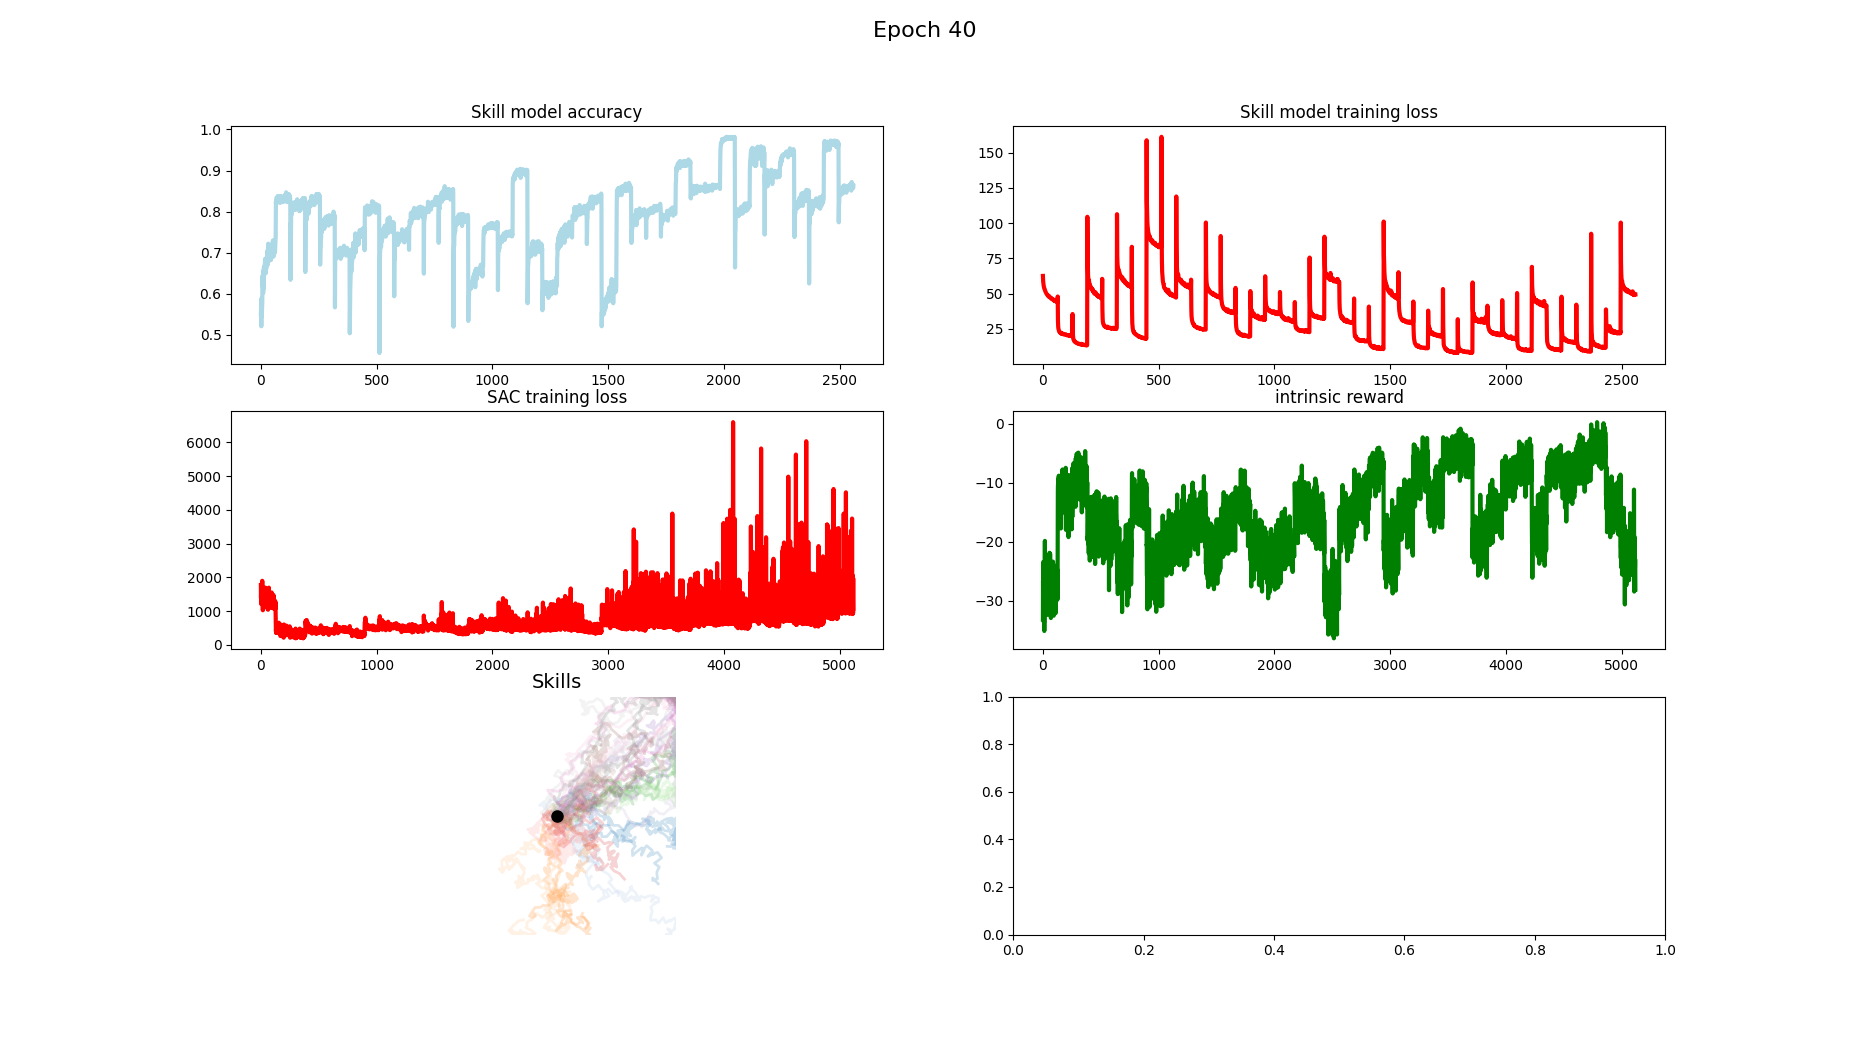 Epoch 40
Skill model accuracy
1.0
0.9
0.8
0.7
0.6
0.5
0 500 1000 1500 2000 2500
Skill model training loss
150
125
100
75
50
25
0 500 1000 1500 2000 2500
SAC training loss
6000
5000
4000
3000
2000
1000
0
0 1000 2000 3000 4000 5000
intrinsic reward
0
−10
−20
−30
0 1000 2000 3000 4000 5000
Skills
1.0
0.8
0.6
0.4
0.2
0.0
0.0 0.2 0.4 0.6 0.8 1.0